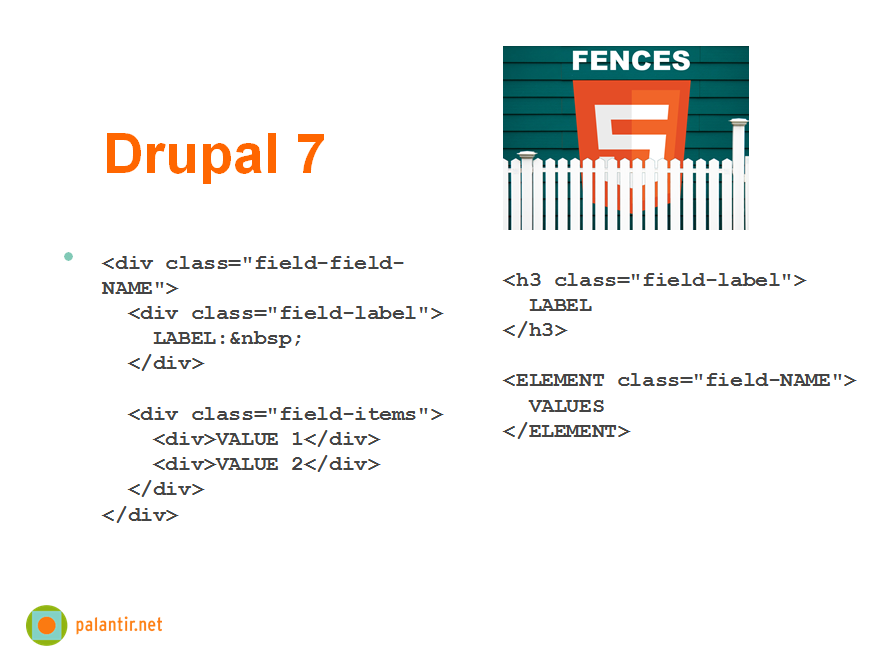 FENCES
Drupal 7
<div class="field-field-
NAME">
<div class="field-label">
LABEL:&nbsp;
</div>
<div class="field-items">
<div>VALUE 1</div>
<div>VALUE 2</div>
</div>
</div>
<h3 class="field-label">
LABEL
</h3>
<ELEMENT class="field-NAME">
VALUES
</ELEMENT>
palantir.net